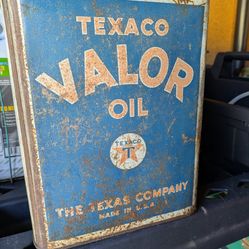 TEXACO
VALOR
OIL
TEXACO
T
THE TEXAS COMPANY
MADE IN U.S.A.